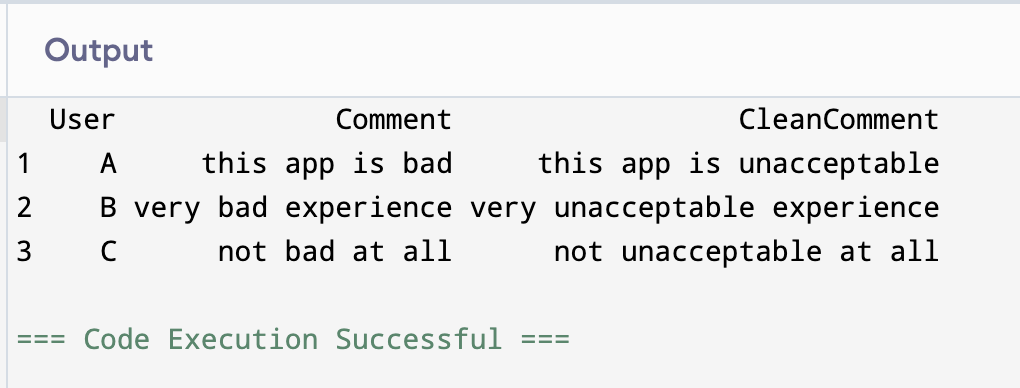 Output
User Comment CleanComment
1 A this app is bad this app is unacceptable
2 B very bad experience very unacceptable experience
3 C not bad at all not unacceptable at all
=== Code Execution Successful ===